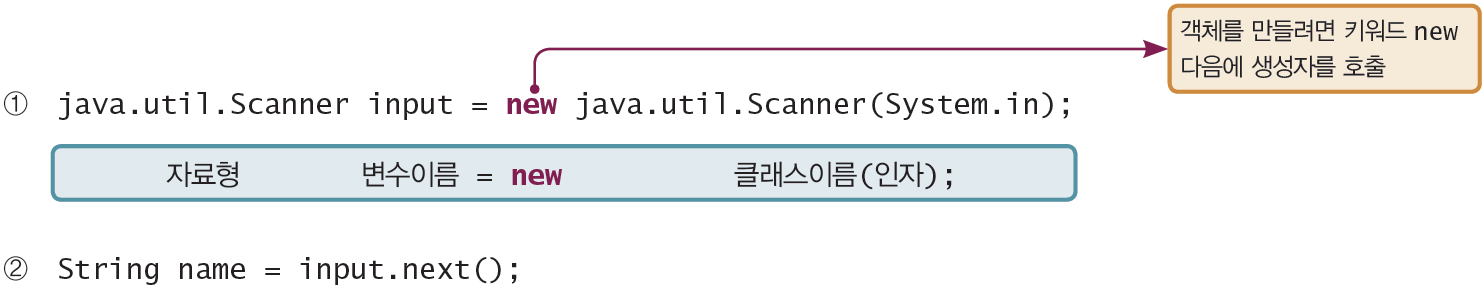 객체를 만들려면 키워드 new
다음에 생성자를 호출
① java.util.Scanner input = new java.util.Scanner(System.in);
자료형 변수이름 = new 클래스이름(인자);
② String name = input.next();